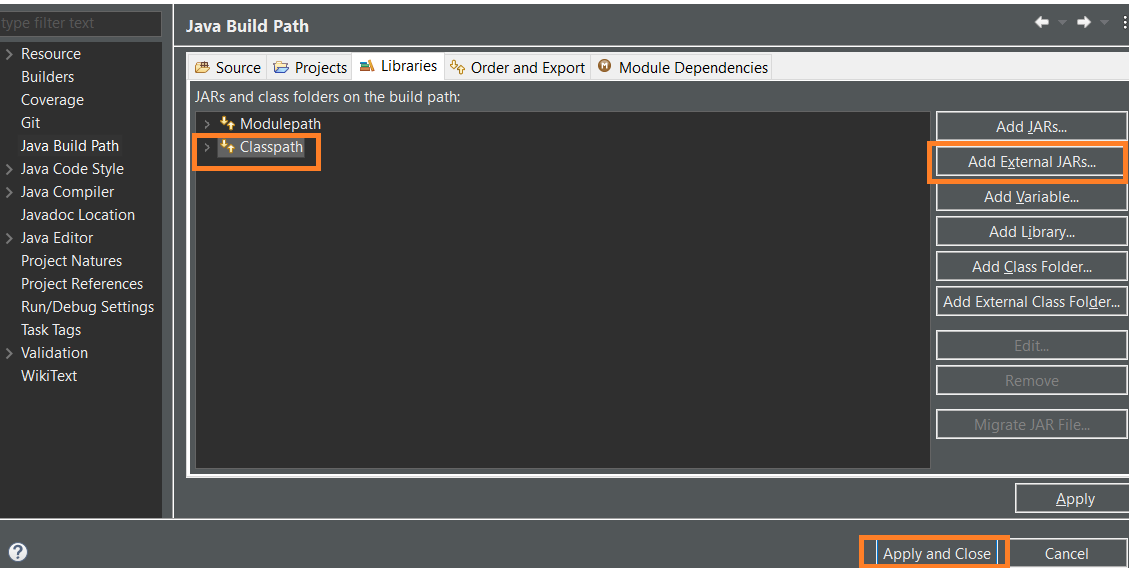 type filter text
Resource
Builders
Coverage
Git
Java Build Path
Java Code Style
Java Compiler
Javadoc Location
Java Editor
Project Natures
Project References
Run/Debug Settings
Task Tags
Validation
WikiText
Java Build Path
Source Projects Libraries Order and Export Module Dependencies
JARs and class folders on the build path:
Modulepath
Classpath
Add JARs...
Add External JARs...
Add Variable...
Add Library...
Add Class Folder...
Add External Class Folder...
Edit...
Remove
Migrate JAR File...
Apply
Apply and Close Cancel